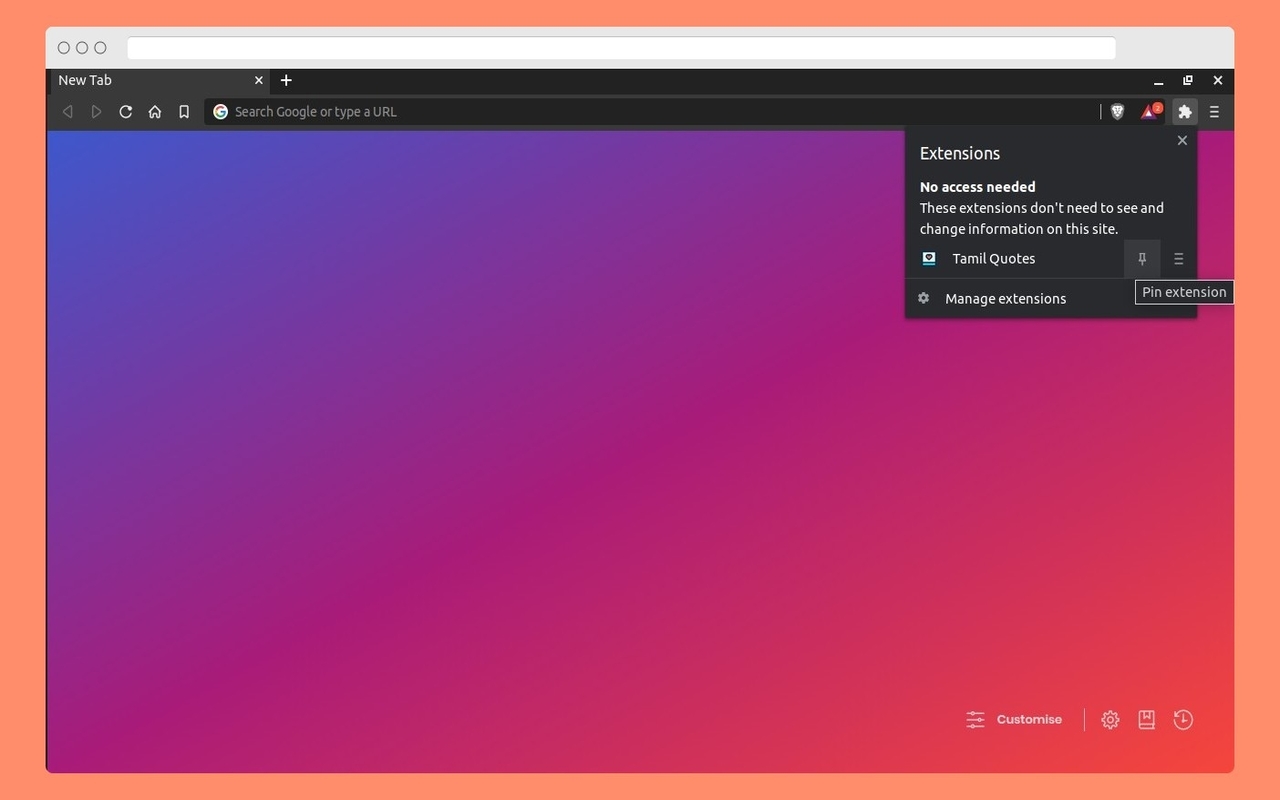 New Tab
Search Google or type a URL
2
Extensions
No access needed
These extensions don't need to see and
change information on this site.
Tamil Quotes
Manage extensions
Pin extension
Customise